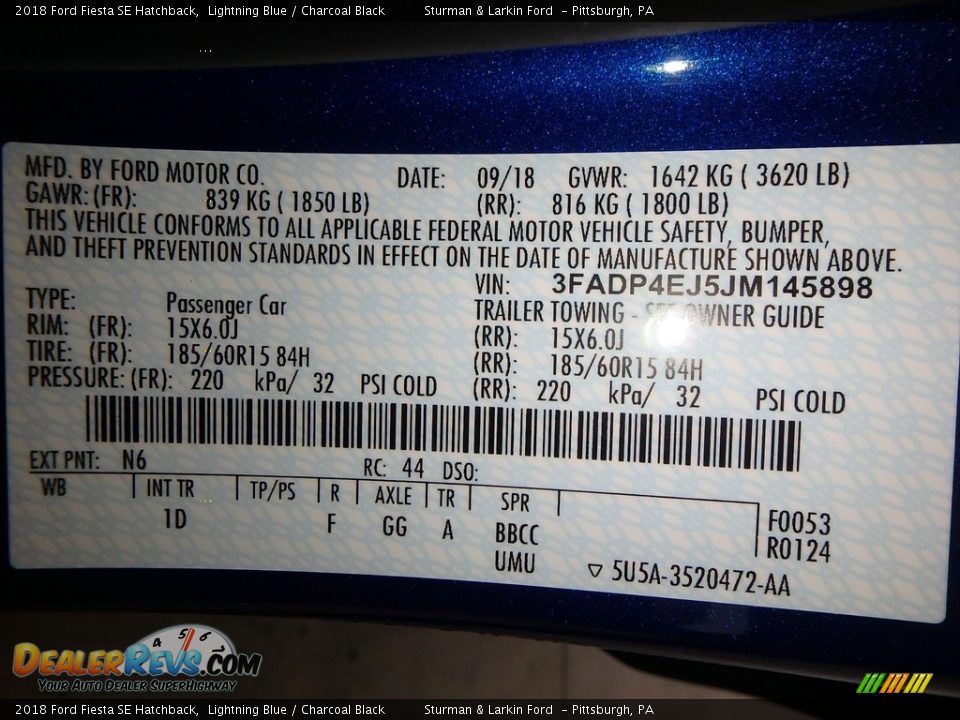 2018 Ford Fiesta SE Hatchback, Lightning Blue / Charcoal Black Sturman & Larkin Ford - Pittsburgh, PA
MFD. BY FORD MOTOR CO. DATE: 09/18 GVWR: 1642 KG ( 3620 LB)
GAWR: (FR): 839 KG ( 1850 LB) (RR): 816 KG ( 1800 LB)
THIS VEHICLE CONFORMS TO ALL APPLICABLE FEDERAL MOTOR VEHICLE SAFETY, BUMPER,
AND THEFT PREVENTION STANDARDS IN EFFECT ON THE DATE OF MANUFACTURE SHOWN ABOVE.
VIN: 3FADP4EJ5JM145898
TYPE: Passenger Car TRAILER TOWING - SEE OWNER GUIDE
RIM: (FR): 15X6.0J (RR): 15X6.0J
TIRE: (FR): 185/60R15 84H (RR): 185/60R15 84H
PRESSURE: (FR): 220 kPa/ 32 PSI COLD (RR): 220 kPa/ 32 PSI COLD
EXT PNT: N6 RC: 44 DSO:
WB INT TR TP/PS R AXLE TR SPR
1D F GG A BBCC F0053
UMU R0124
▽ 5U5A-3520472-AA
4 5 6
DEALERREVS.COM
YOUR AUTO DEALER SUPERHIGHWAY
2018 Ford Fiesta SE Hatchback, Lightning Blue / Charcoal Black Sturman & Larkin Ford - Pittsburgh, PA